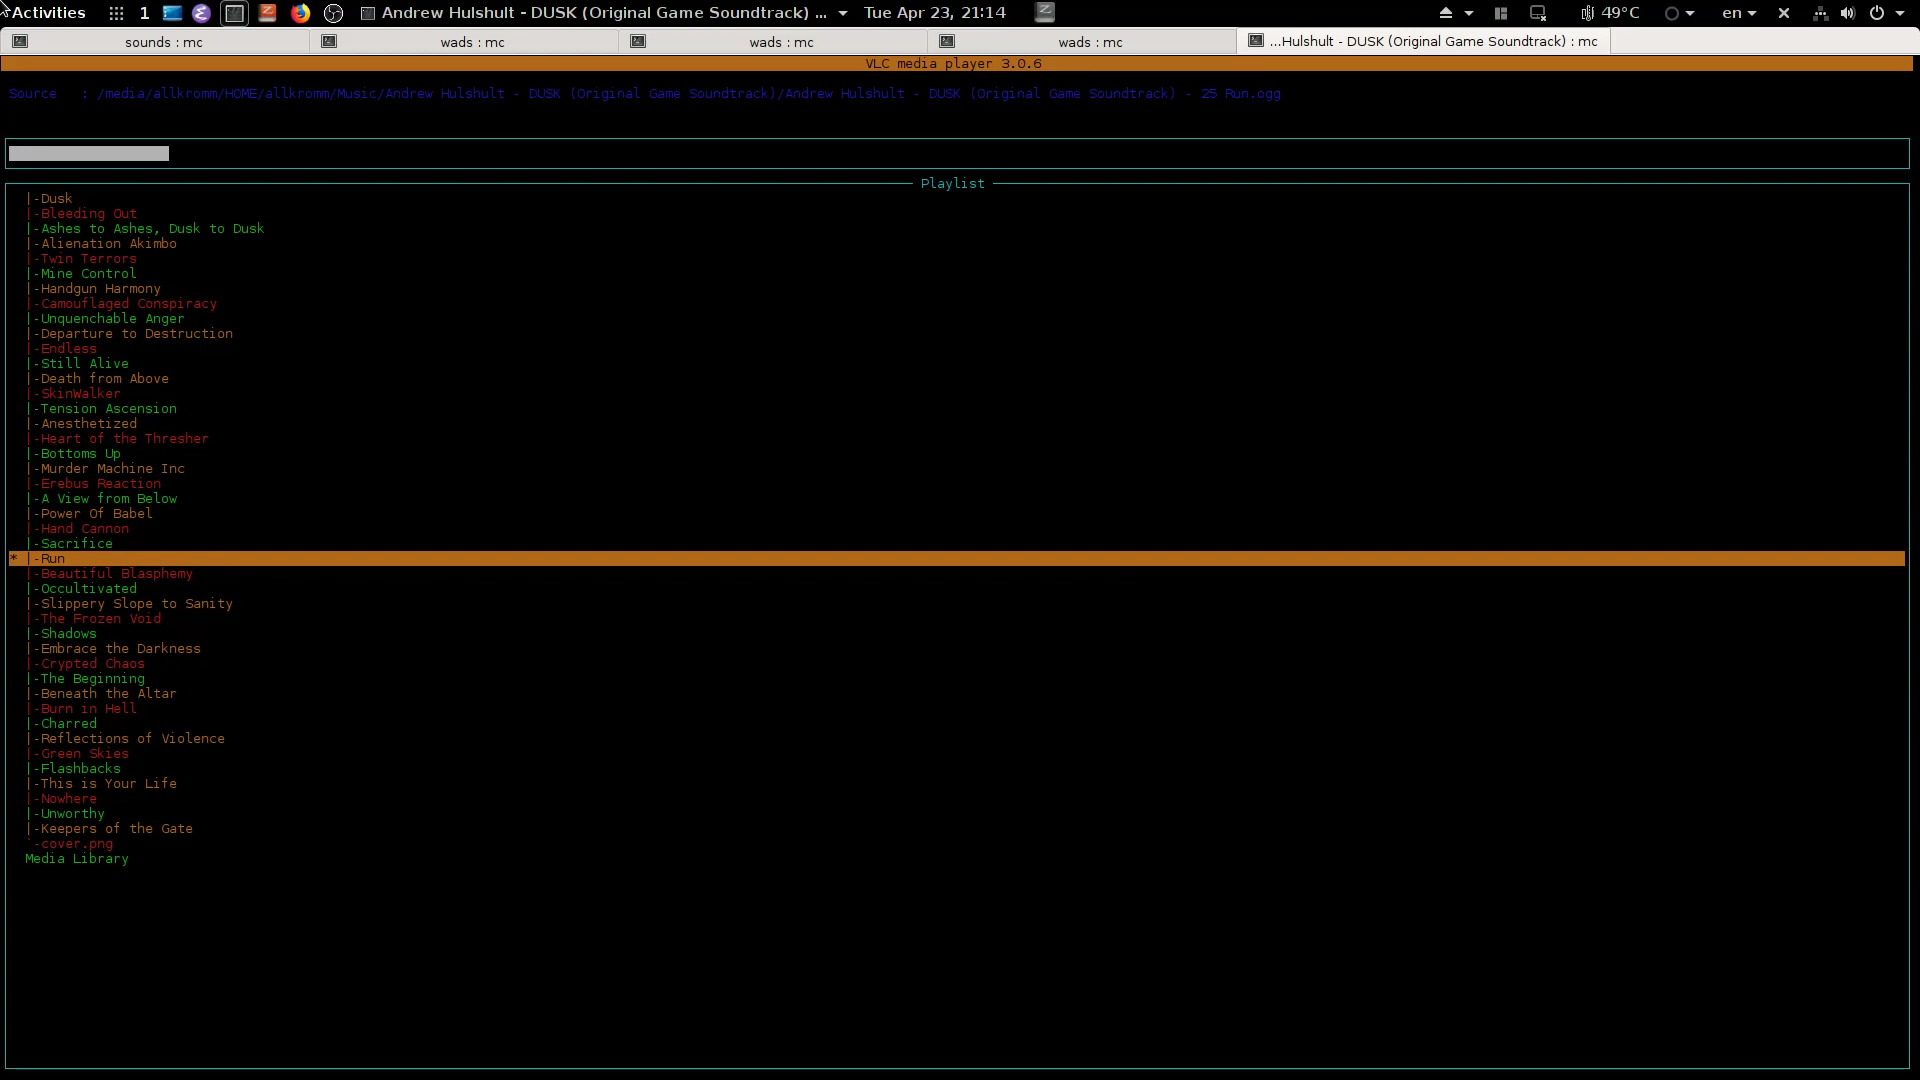 Activities 1 Andrew Hulshult - DUSK (Original Game Soundtrack) ... Tue Apr 23, 21:14 49°C en
sounds : mc wads : mc wads : mc wads : mc ...Hulshult - DUSK (Original Game Soundtrack) : mc
VLC media player 3.0.6
Source : /media/allkromm/HOME/allkromm/Music/Andrew Hulshult - DUSK (Original Game Soundtrack)/Andrew Hulshult - DUSK (Original Game Soundtrack) - 25 Run.ogg
Playlist
|-Dusk
|-Bleeding Out
|-Ashes to Ashes, Dusk to Dusk
|-Alienation Akimbo
|-Twin Terrors
|-Mine Control
|-Handgun Harmony
|-Camouflaged Conspiracy
|-Unquenchable Anger
|-Departure to Destruction
|-Endless
|-Still Alive
|-Death from Above
|-SkinWalker
|-Tension Ascension
|-Anesthetized
|-Heart of the Thresher
|-Bottoms Up
|-Murder Machine Inc
|-Erebus Reaction
|-A View from Below
|-Power Of Babel
|-Hand Cannon
|-Sacrifice
* |-Run
|-Beautiful Blasphemy
|-Occultivated
|-Slippery Slope to Sanity
|-The Frozen Void
|-Shadows
|-Embrace the Darkness
|-Crypted Chaos
|-The Beginning
|-Beneath the Altar
|-Burn in Hell
|-Charred
|-Reflections of Violence
|-Green Skies
|-Flashbacks
|-This is Your Life
|-Nowhere
|-Unworthy
|-Keepers of the Gate
`-cover.png
Media Library